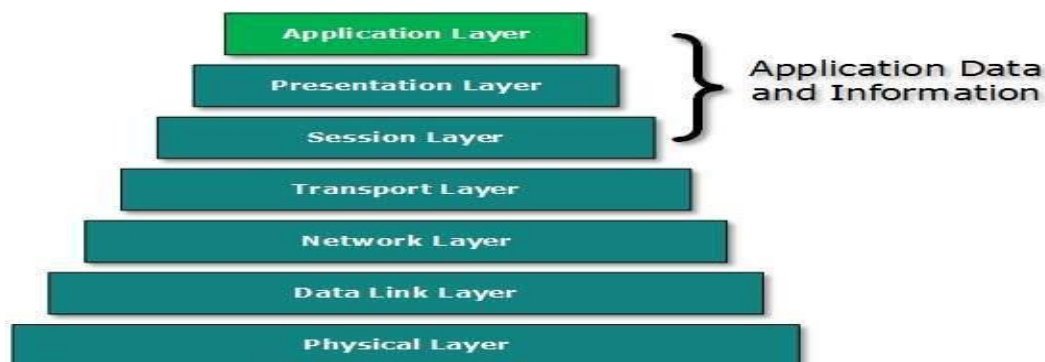 Application Layer
Presentation Layer
Session Layer
Transport Layer
Network Layer
Data Link Layer
Physical Layer
Application Data
and Information